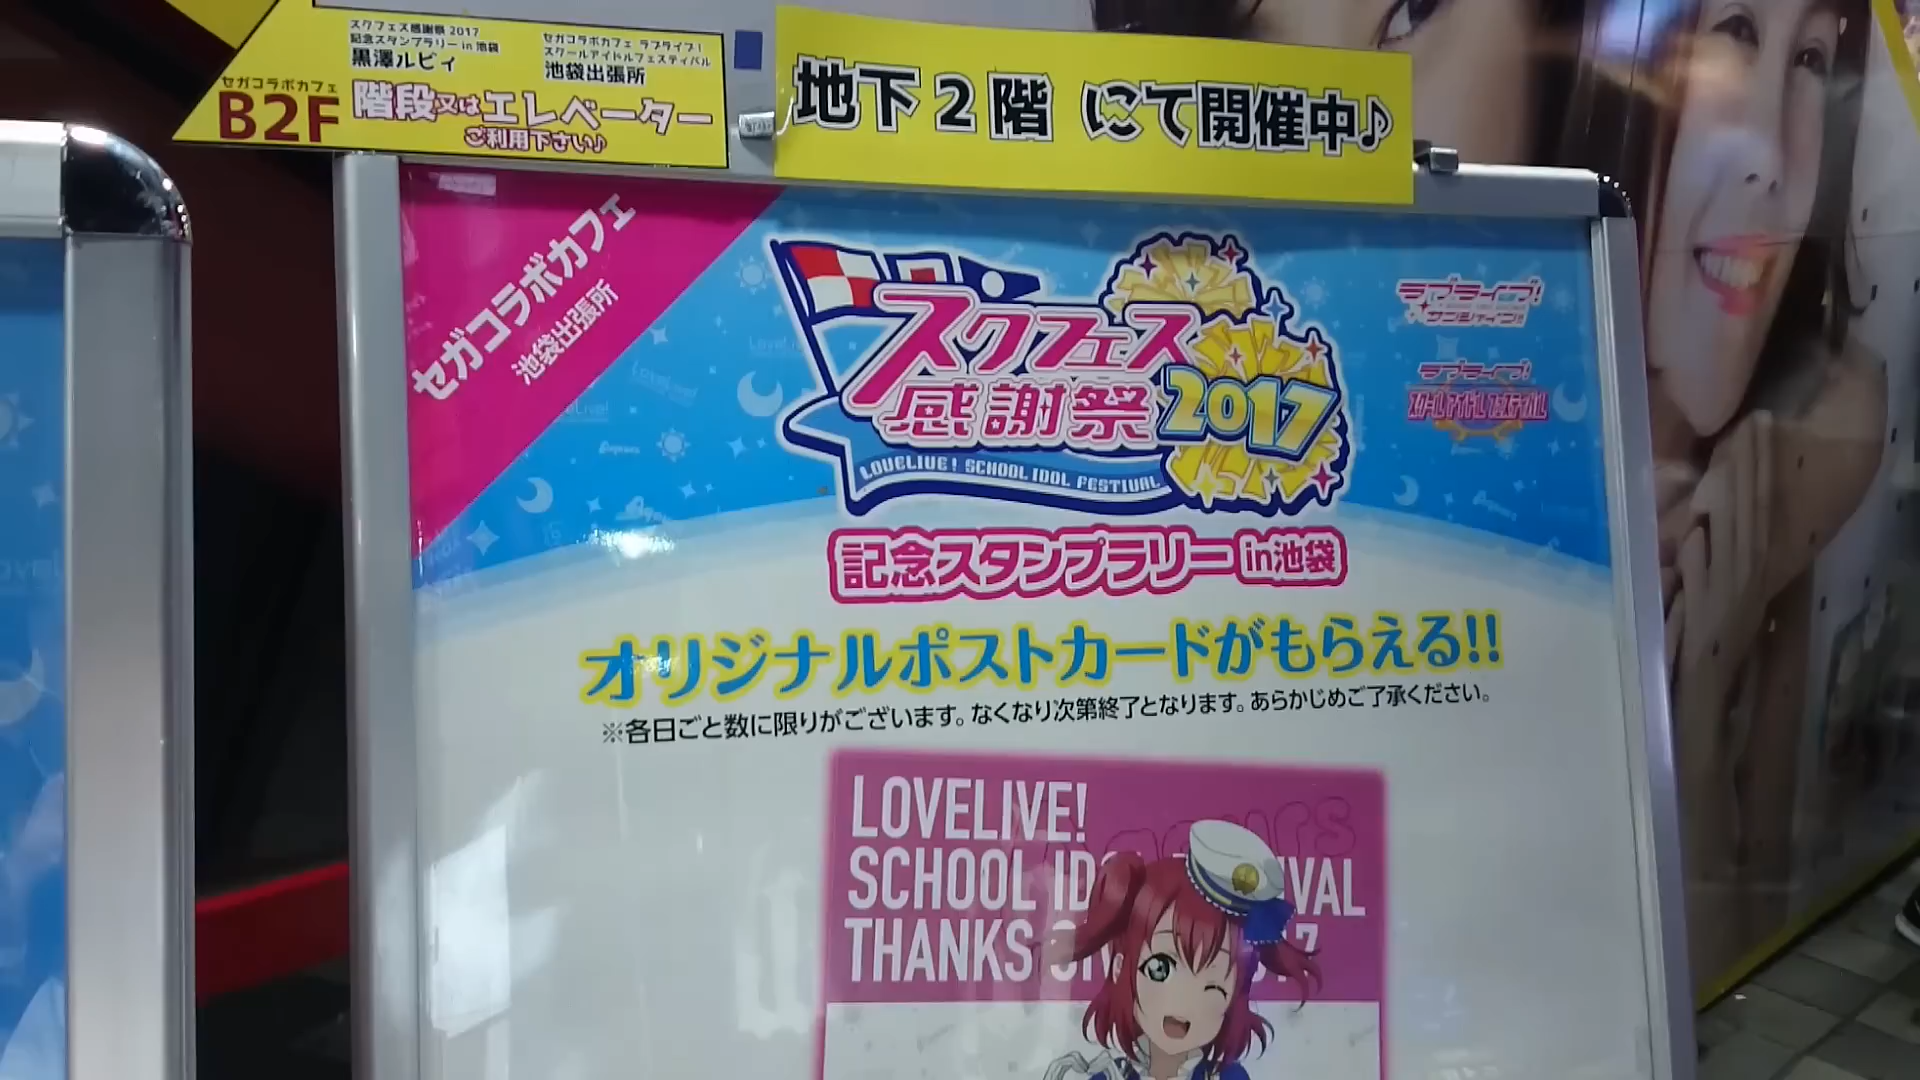 スクフェス感謝祭2017
記念スタンプラリーin池袋
黒澤ルビィ
セガコラボカフェ ラブライブ!
スクールアイドルフェスティバル
池袋出張所
セガコラボカフェ
B2F
階段又はエレベーター
ご利用下さい♪
地下2階 にて開催中♪
セガコラボカフェ
池袋出張所
スクフェス
感謝祭2017
LOVELIVE! SCHOOL IDOL FESTIVAL
ラブライブ!
サンシャイン!!
ラブライブ!
スクールアイドルフェスティバル
記念スタンプラリーin池袋
オリジナルポストカードがもらえる!!
※各日ごと数に限りがございます。なくなり次第終了となります。あらかじめご了承ください。
LOVELIVE!
SCHOOL ID VAL
THANKS